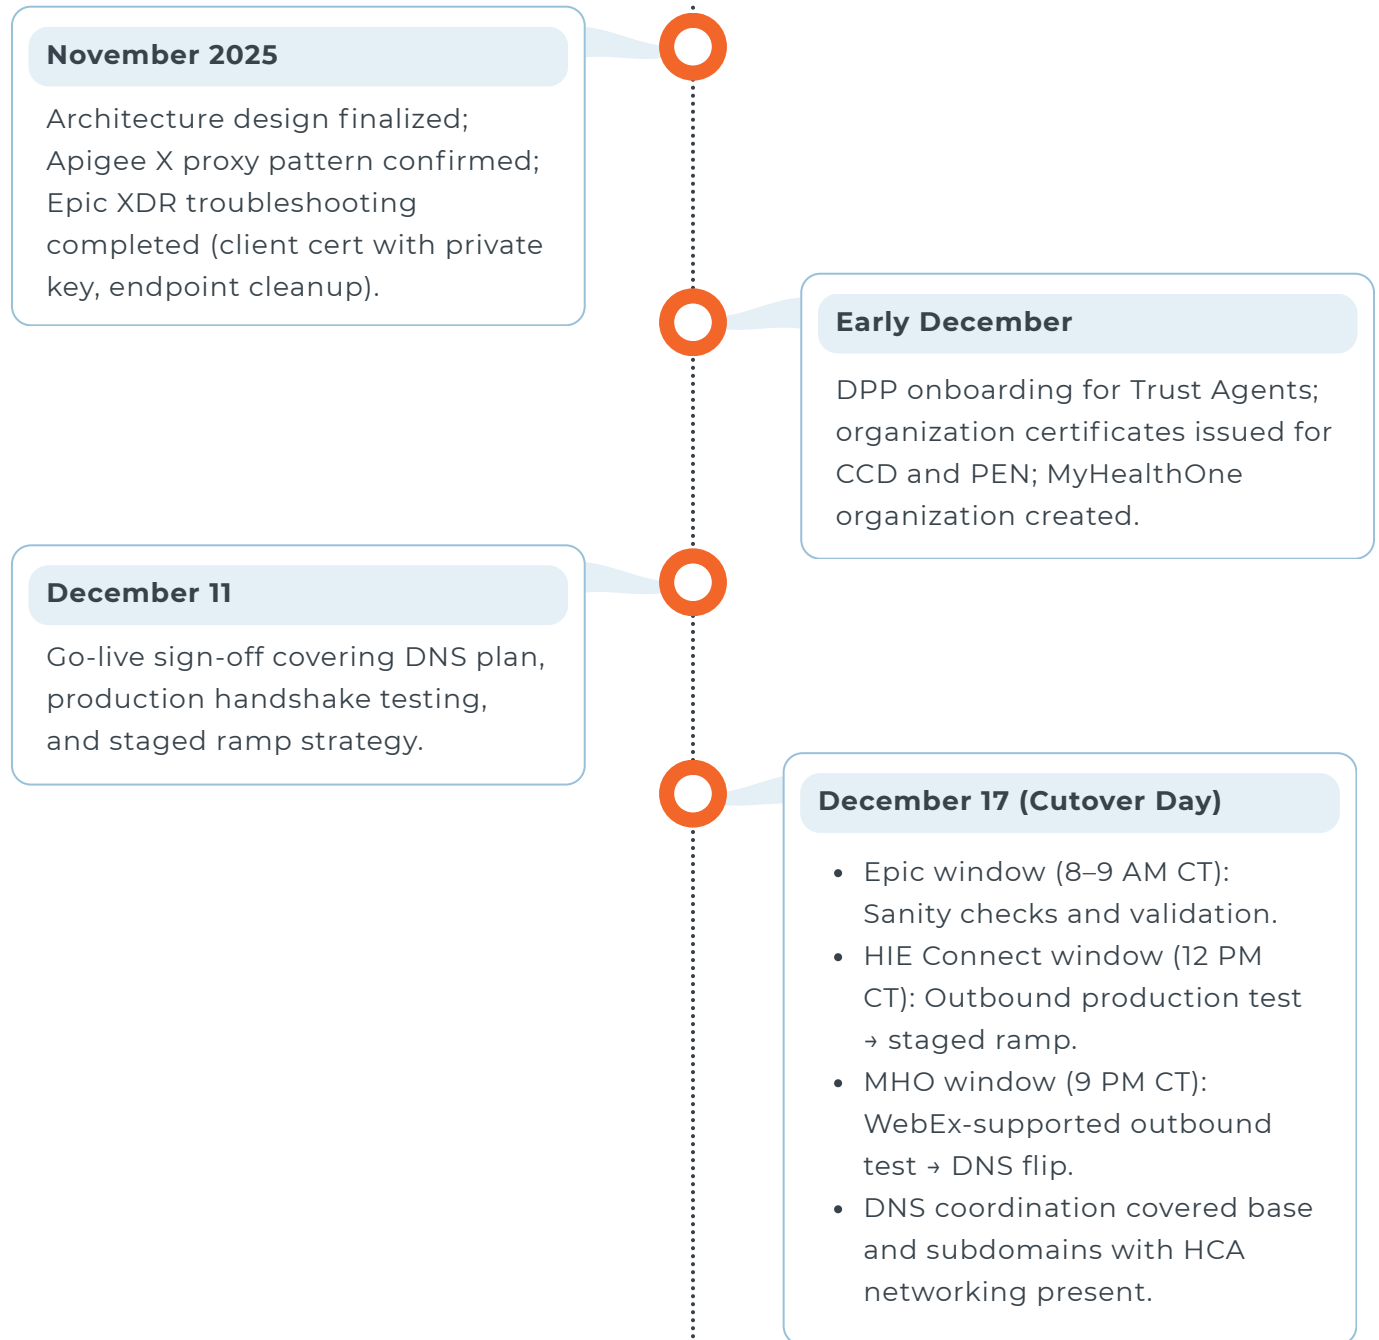 November 2025
Architecture design finalized;
Apigee X proxy pattern confirmed;
Epic XDR troubleshooting
completed (client cert with private
key, endpoint cleanup).
Early December
DPP onboarding for Trust Agents;
organization certificates issued for
CCD and PEN; MyHealthOne
organization created.
December 11
Go-live sign-off covering DNS plan,
production handshake testing,
and staged ramp strategy.
December 17 (Cutover Day)
• Epic window (8–9 AM CT):
Sanity checks and validation.
• HIE Connect window (12 PM
CT): Outbound production test
→ staged ramp.
• MHO window (9 PM CT):
WebEx-supported outbound
test → DNS flip.
• DNS coordination covered base
and subdomains with HCA
networking present.